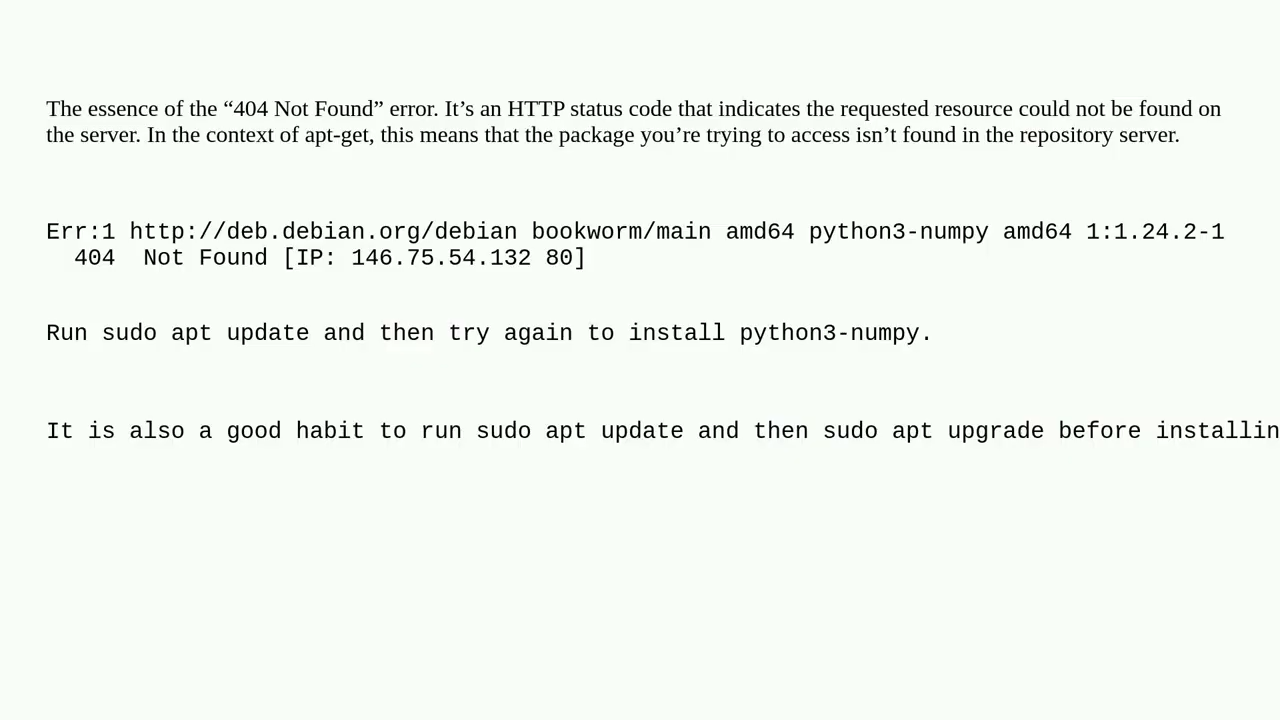 The essence of the “404 Not Found” error. It’s an HTTP status code that indicates the requested resource could not be found on
the server. In the context of apt-get, this means that the package you’re trying to access isn’t found in the repository server.
Err:1 http://deb.debian.org/debian bookworm/main amd64 python3-numpy amd64 1:1.24.2-1
  404  Not Found [IP: 146.75.54.132 80]
Run sudo apt update and then try again to install python3-numpy.
It is also a good habit to run sudo apt update and then sudo apt upgrade before installin